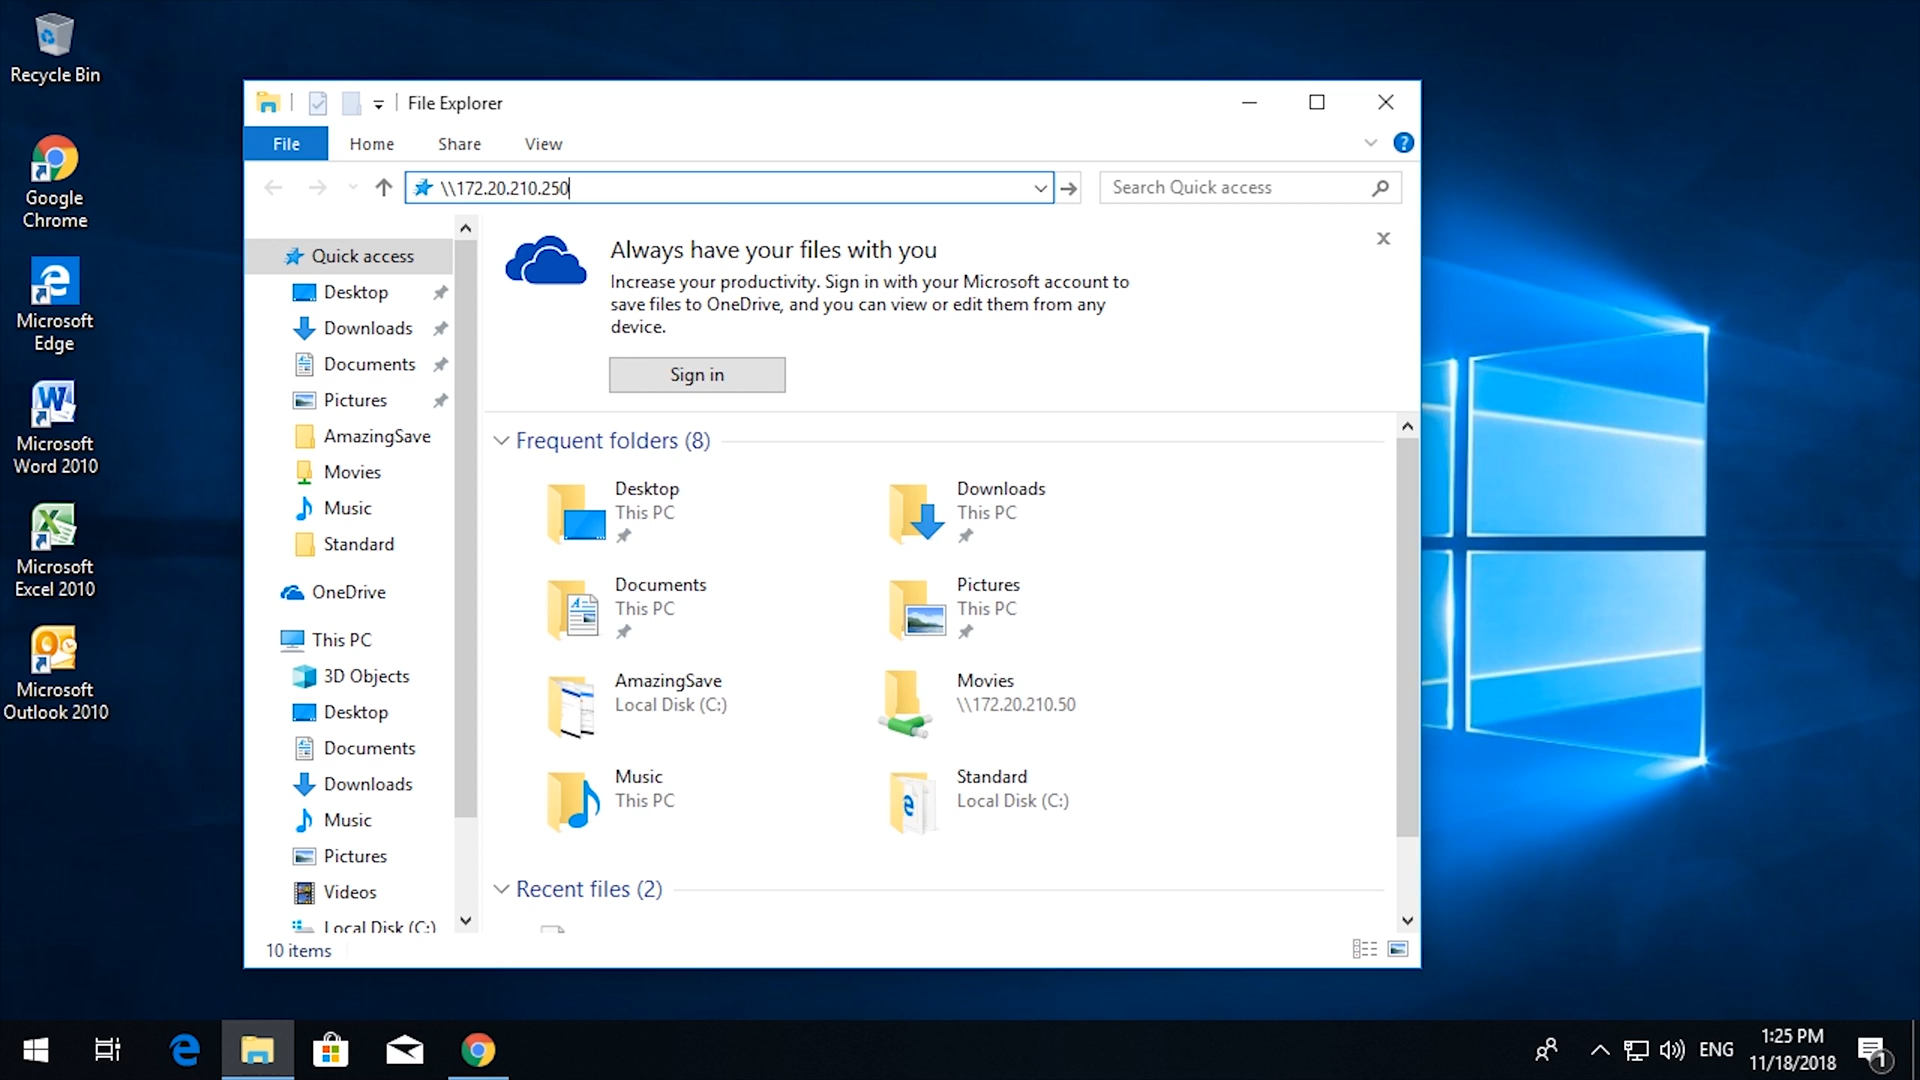 Recycle Bin
Google
Chrome
Microsoft
Edge
Microsoft
Word 2010
Microsoft
Excel 2010
Microsoft
Outlook 2010
File Explorer
File
Home
Share
View
\\172.20.210.250
Search Quick access
Quick access
Desktop
Downloads
Documents
Pictures
AmazingSave
Movies
Music
Standard
OneDrive
This PC
3D Objects
Desktop
Documents
Downloads
Music
Pictures
Videos
Local Disk (C:)
Always have your files with you
Increase your productivity. Sign in with your Microsoft account to
save files to OneDrive, and you can view or edit them from any
device.
Sign in
Frequent folders (8)
Desktop
This PC
Downloads
This PC
Documents
This PC
Pictures
This PC
AmazingSave
Local Disk (C:)
Movies
\\172.20.210.50
Music
This PC
Standard
Local Disk (C:)
Recent files (2)
10 items
ENG
1:25 PM
11/18/2018
1